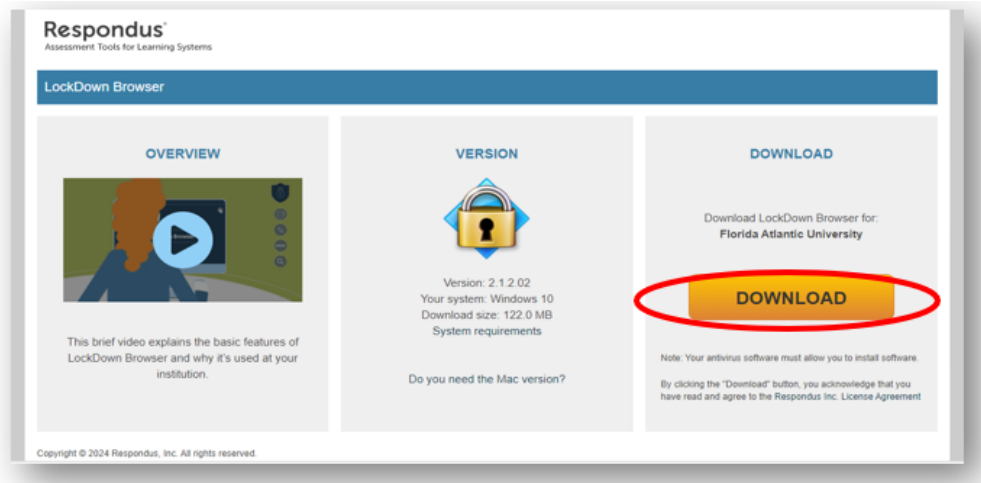 Respondus®
Assessment Tools for Learning Systems
LockDown Browser
OVERVIEW
This brief video explains the basic features of
LockDown Browser and why it's used at your
institution.
VERSION
Version: 2.1.2.02
Your system: Windows 10
Download size: 122.0 MB
System requirements
Do you need the Mac version?
DOWNLOAD
Download LockDown Browser for:
Florida Atlantic University
DOWNLOAD
Note: Your antivirus software must allow you to install software.
By clicking the "Download" button, you acknowledge that you
have read and agree to the Respondus Inc. License Agreement
Copyright © 2024 Respondus, Inc. All rights reserved.